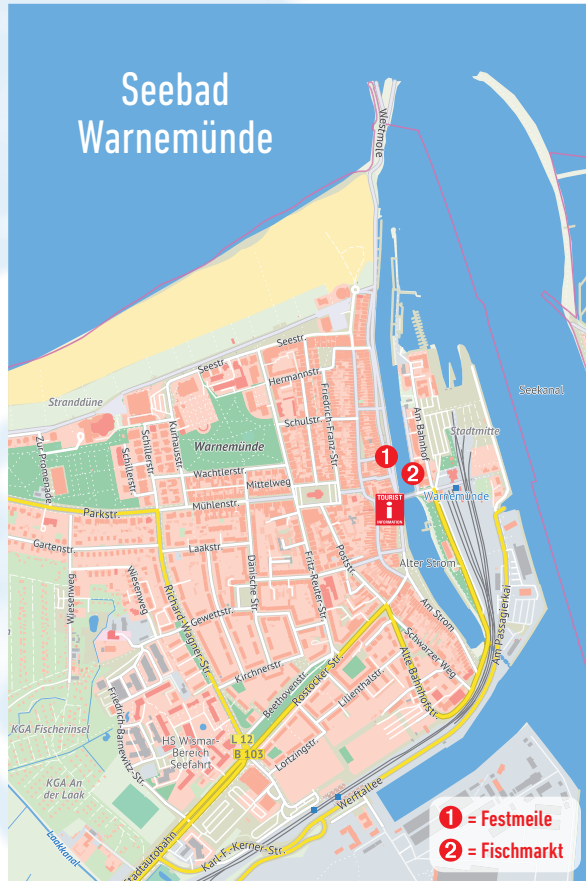 Seebad
Warnemünde
Westmole
Seestr.
Seestr.
Hermannstr.
Friedrich-Franz-Str.
Schulstr.
Stranddüne
Seekanal
Kurhausstr.
Schillerstr.
Schillerstr.
Zur Promenade
Warnemünde
Am Bahnhof
Stadtmitte
1
2
Wachtlerstr.
Mittelweg
Mühlenstr.
TOURIST
i
INFORMATION
Warnemünde
Parkstr.
Gartenstr.
Laakstr.
Dänische Str.
Fritz-Reuter-Str.
Poststr.
Alter Strom
Wiesenweg
Wiesenweg
Richard-Wagner-Str.
Gewettstr.
Am Strom
Am Passagierkai
Schwarzer Weg
Kirchnerstr.
Beethovenstr.
Rostocker Str.
Lilienthalstr.
Alte Bahnhofstr.
Friedrich-Barnewitz-Str.
KGA Fischerinsel
HS Wismar-
Bereich
Seefahrt
L 12
B 103
Lortzingstr.
KGA An
der Laak
Laakkanal
Stadtautobahn
Karl-F.-Kerner-Str.
Werftallee
1 = Festmeile
2 = Fischmarkt